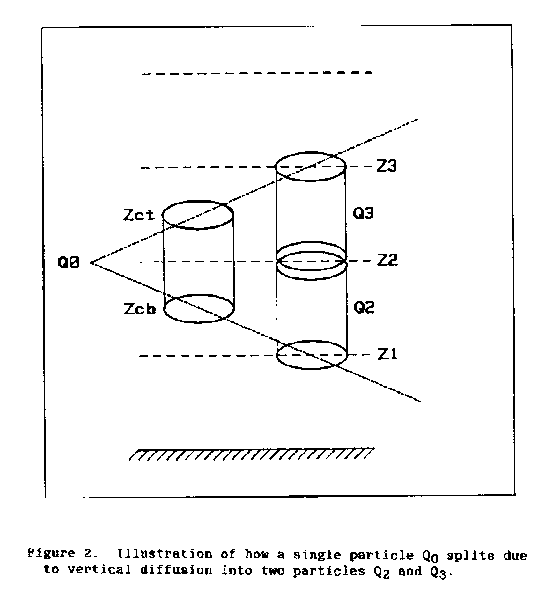 Z3
Zct
Q3
Q0
Z2
Zcb
Q2
Z1
Figure 2. Illustration of how a single particle Q0 splits due
to vertical diffusion into two particles Q2 and Q3.